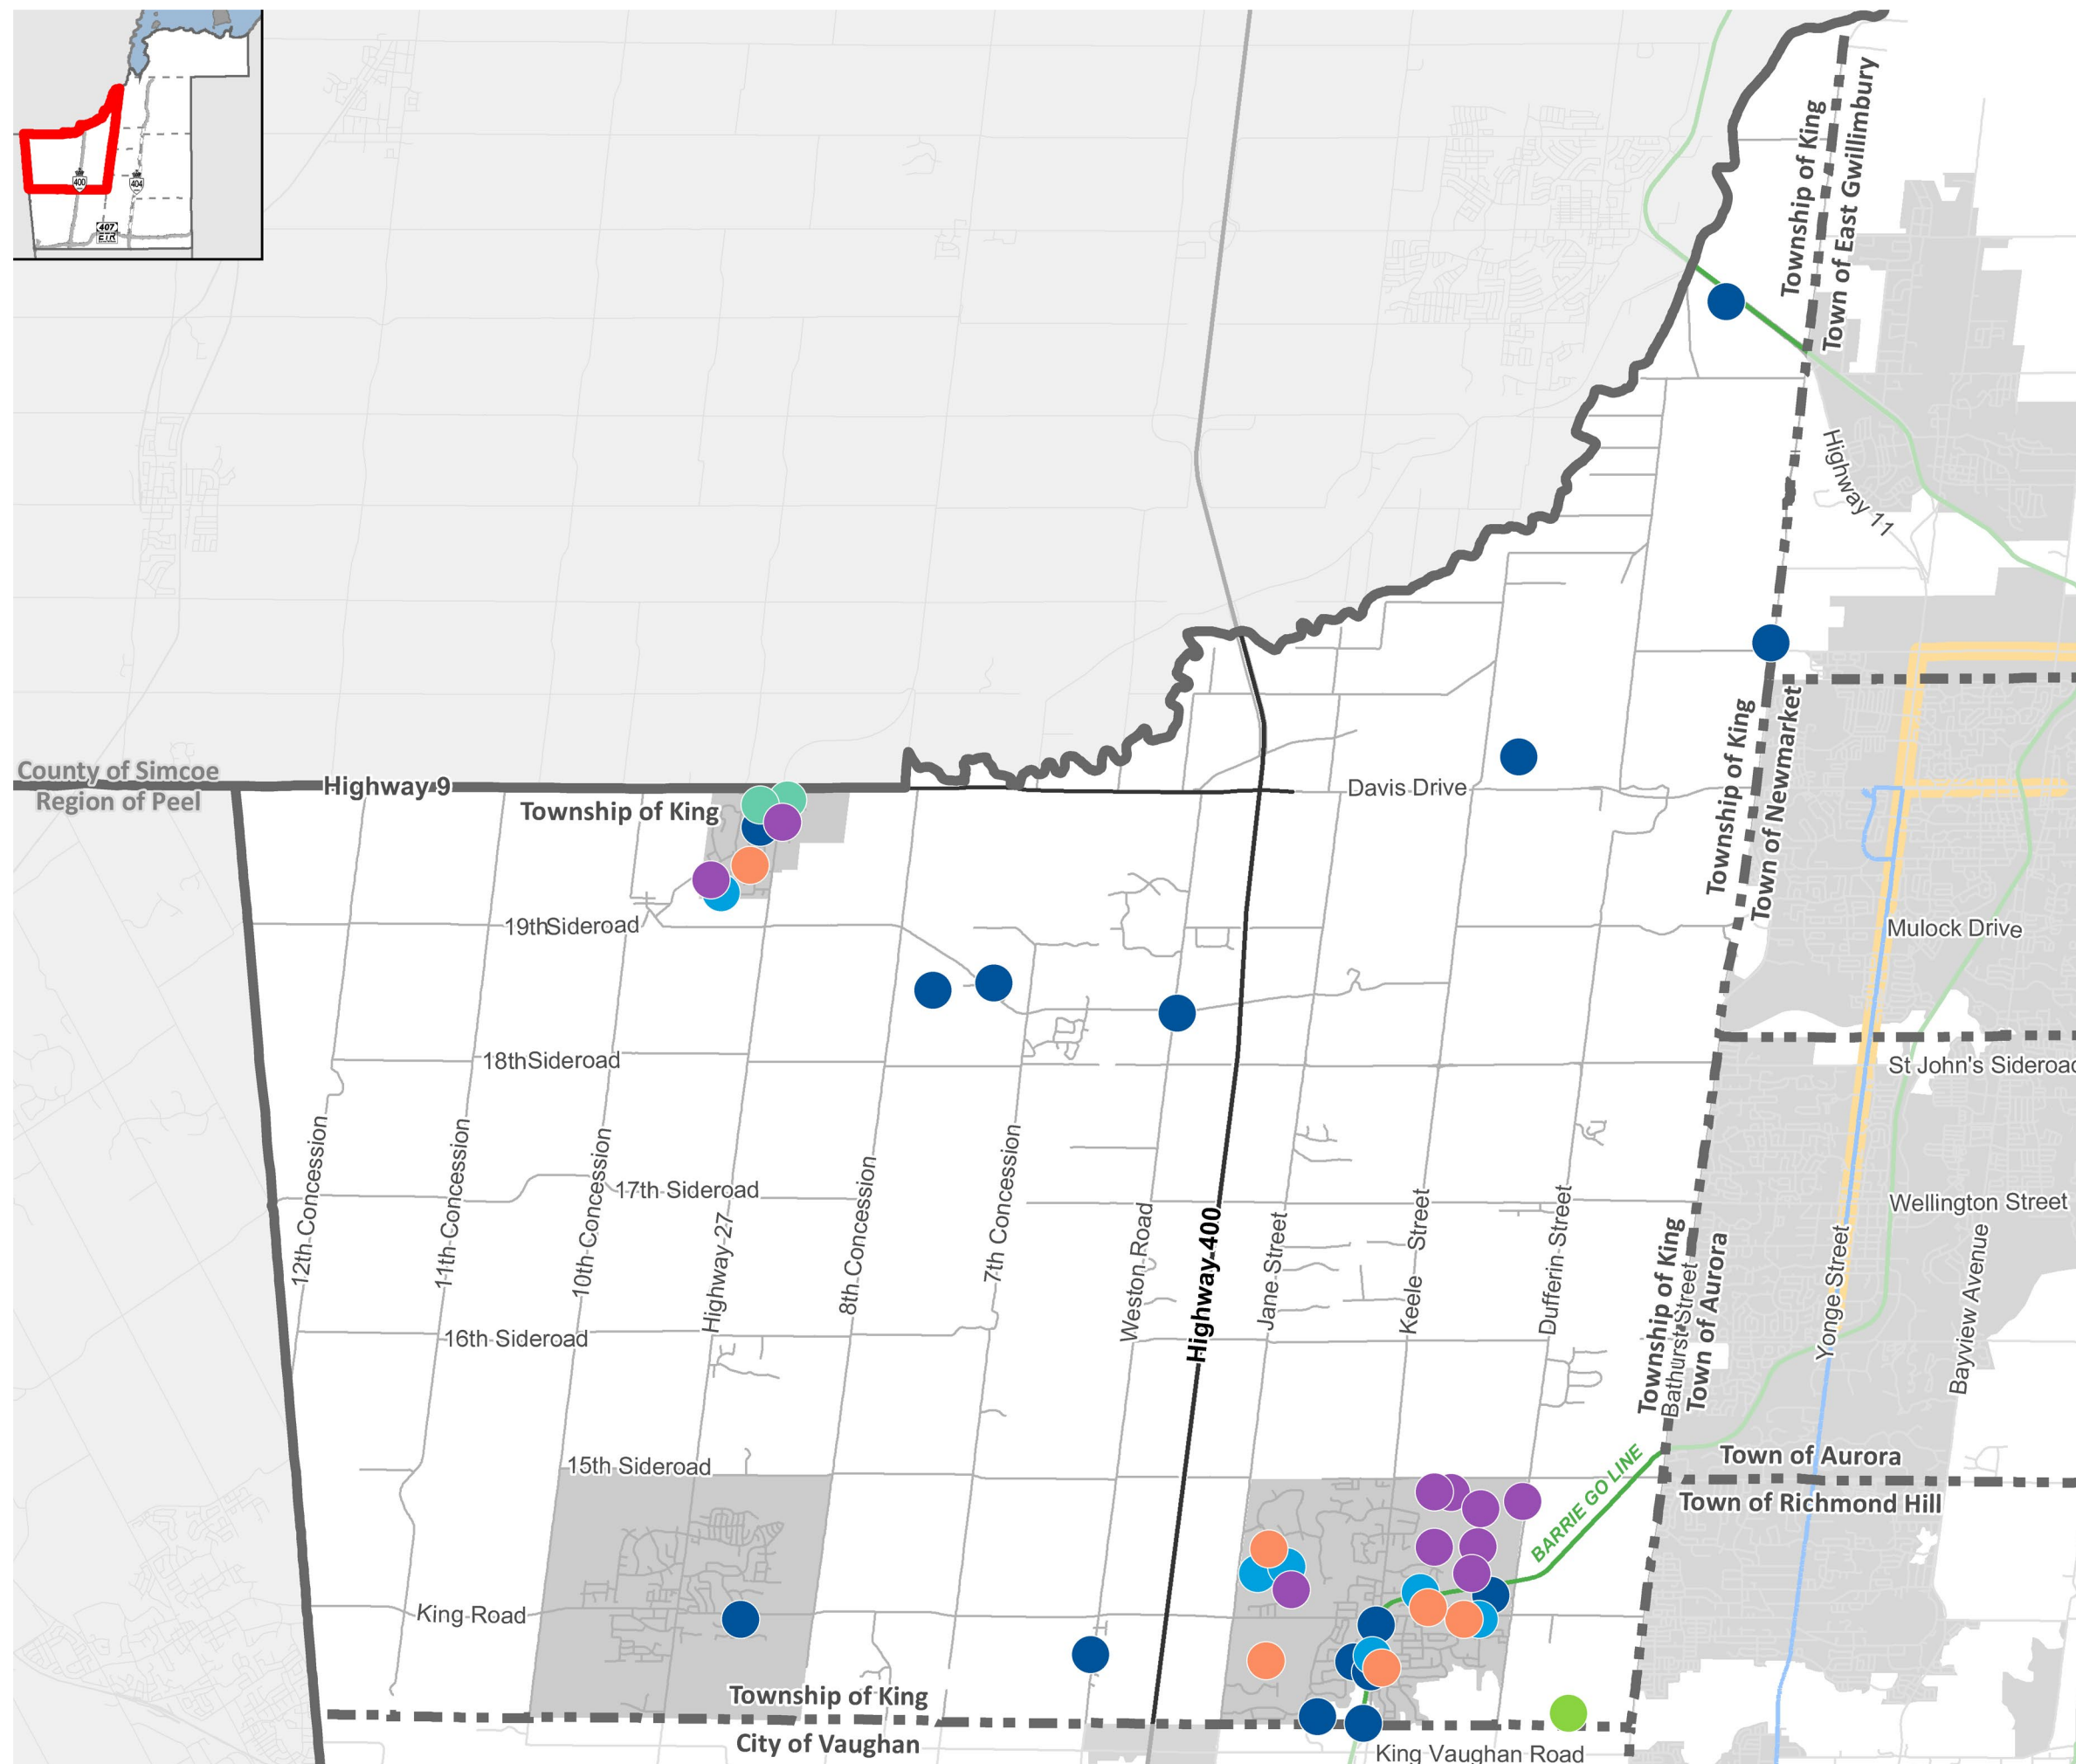 400
404
407
ETR
Township of King
Town of East Gwillimbury
Highway 11
County of Simcoe
Region of Peel
Highway 9
Township of King
Davis Drive
Township of King
Town of Newmarket
19th Sideroad
Mulock Drive
18th Sideroad
St John's Sideroad
17th Sideroad
Wellington Street
12th Concession
11th Concession
10th Concession
Highway 27
8th Concession
7th Concession
Weston Road
Highway 400
Jane Street
Keele Street
Dufferin Street
Township of King
Bathurst Street
Town of Aurora
Yonge Street
Bayview Avenue
16th Sideroad
15th Sideroad
Town of Aurora
Town of Richmond Hill
BARRIE GO LINE
King Road
Township of King
City of Vaughan
King Vaughan Road